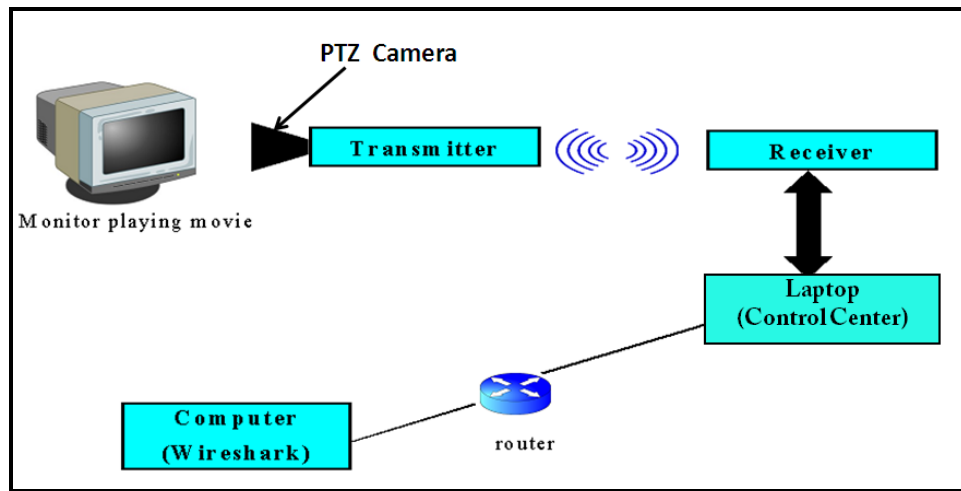 PTZ Camera
Transmitter
Receiver
Monitor playing movie
Laptop
(Control Center)
Computer
(Wireshark)
router